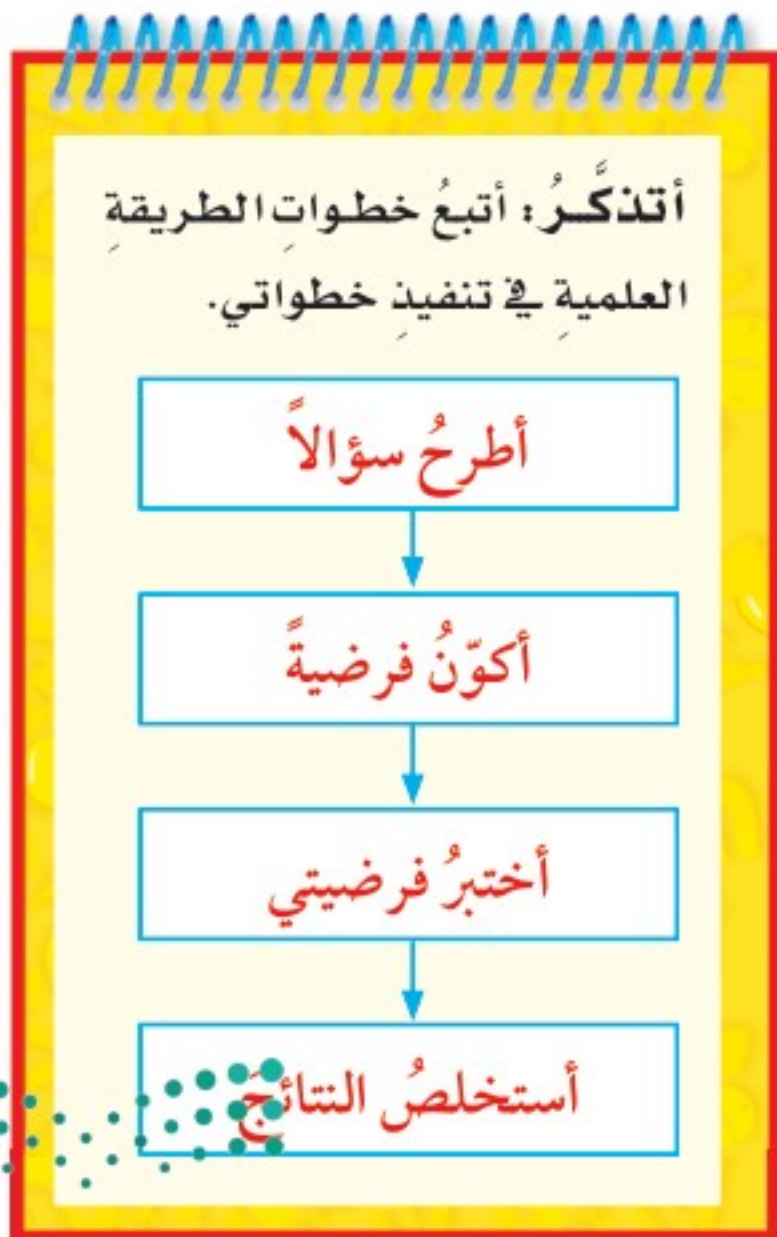 أتذكَّرُ: أتبعُ خطواتِ الطريقةِ
العلميةِ في تنفيذِ خطواتي.
أطرحُ سؤالاً
أكوّنُ فرضيةً
أختبرُ فرضيتي
أستخلصُ النتائجَ